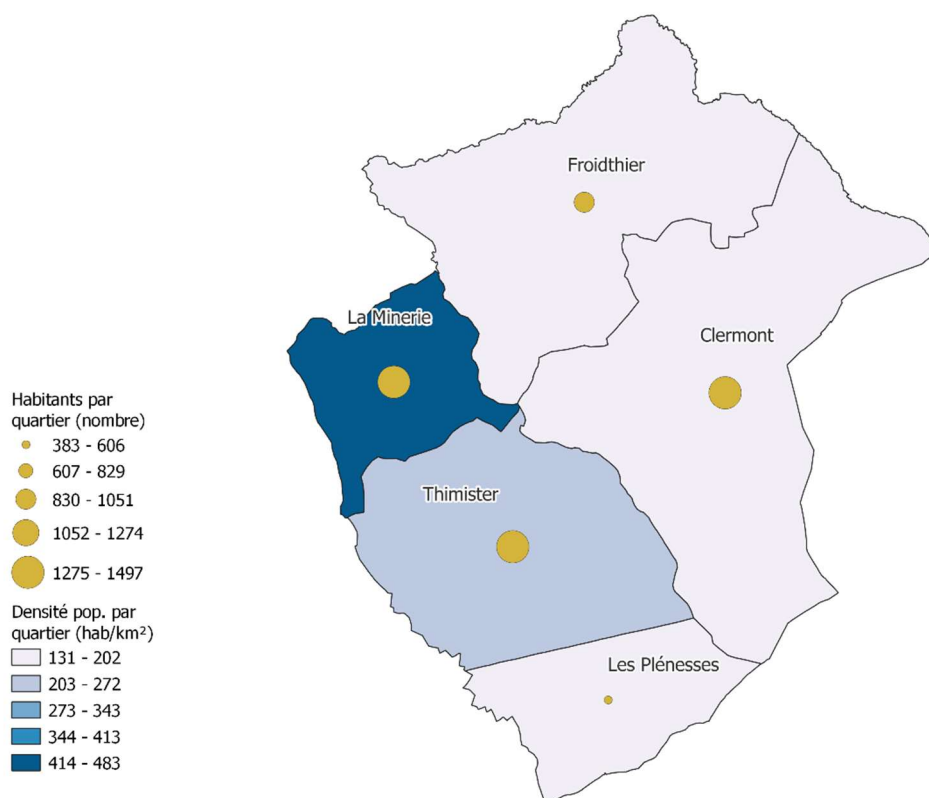 Froidthier
La Minerie
Clermont
Thimister
Les Plénesses
Habitants par
quartier (nombre)
383 - 606
607 - 829
830 - 1051
1052 - 1274
1275 - 1497
Densité pop. par
quartier (hab/km²)
131 - 202
203 - 272
273 - 343
344 - 413
414 - 483